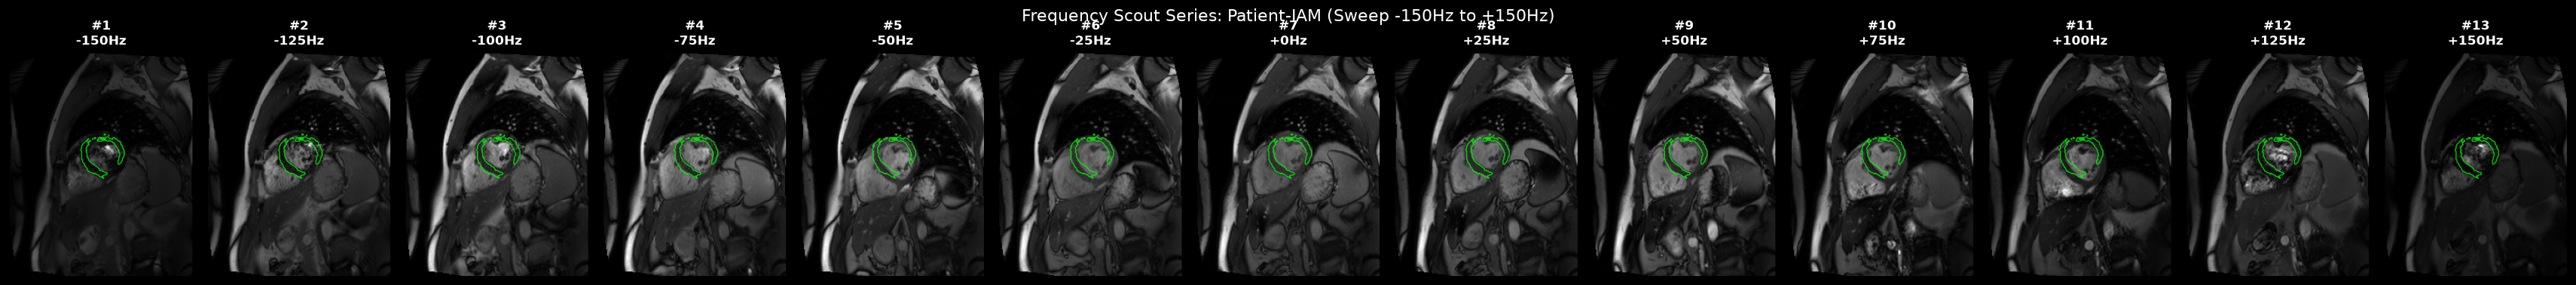 Frequency Scout Series: Patient-JAM (Sweep -150Hz to +150Hz)
#1
-150Hz
#2
-125Hz
#3
-100Hz
#4
-75Hz
#5
-50Hz
#6
-25Hz
#7
+0Hz
#8
+25Hz
#9
+50Hz
#10
+75Hz
#11
+100Hz
#12
+125Hz
#13
+150Hz